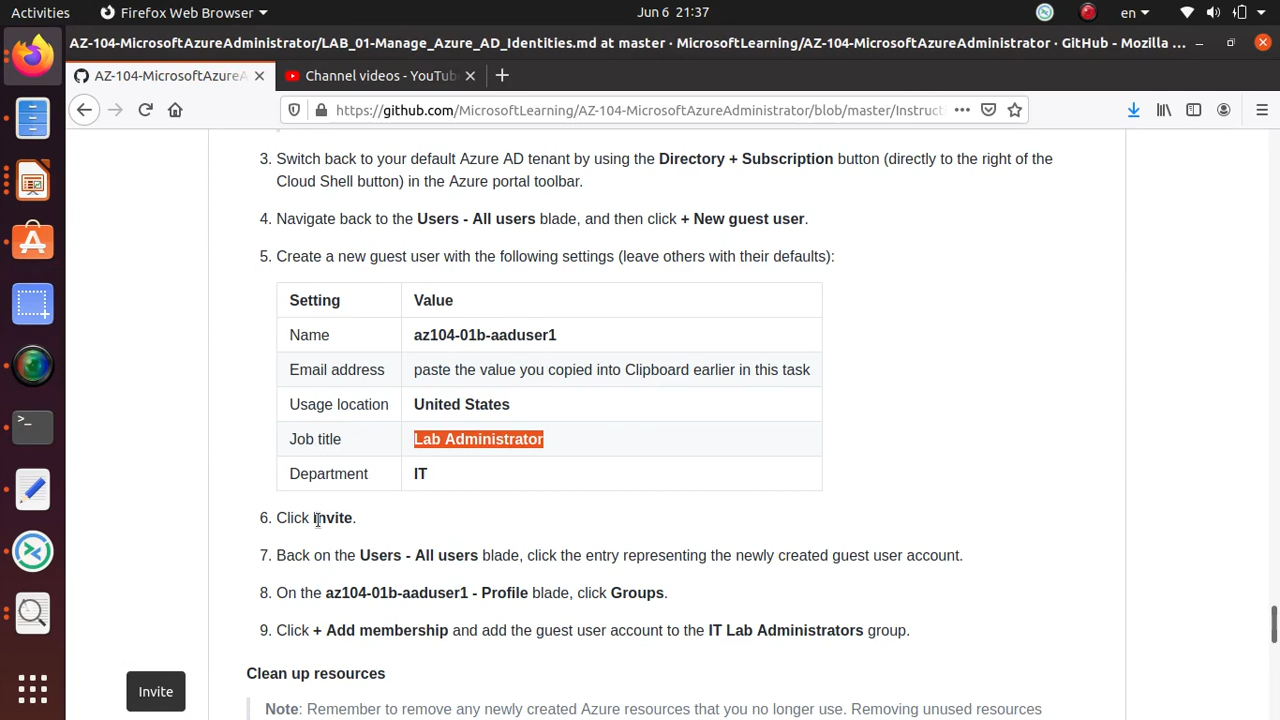 Activities
Firefox Web Browser
Jun 6 21:37
en
AZ-104-MicrosoftAzureAdministrator/LAB_01-Manage_Azure_AD_Identities.md at master • MicrosoftLearning/AZ-104-MicrosoftAzureAdministrator • GitHub - Mozilla ...
AZ-104-MicrosoftAzureA
Channel videos - YouTub
https://github.com/MicrosoftLearning/AZ-104-MicrosoftAzureAdministrator/blob/master/Instruct
3. Switch back to your default Azure AD tenant by using the Directory + Subscription button (directly to the right of the
Cloud Shell button) in the Azure portal toolbar.
4. Navigate back to the Users - All users blade, and then click + New guest user.
5. Create a new guest user with the following settings (leave others with their defaults):
Setting Value
Name az104-01b-aaduser1
Email address paste the value you copied into Clipboard earlier in this task
Usage location United States
Job title Lab Administrator
Department IT
6. Click Invite.
7. Back on the Users - All users blade, click the entry representing the newly created guest user account.
8. On the az104-01b-aaduser1 - Profile blade, click Groups.
9. Click + Add membership and add the guest user account to the IT Lab Administrators group.
Clean up resources
Invite
Note: Remember to remove any newly created Azure resources that you no longer use. Removing unused resources